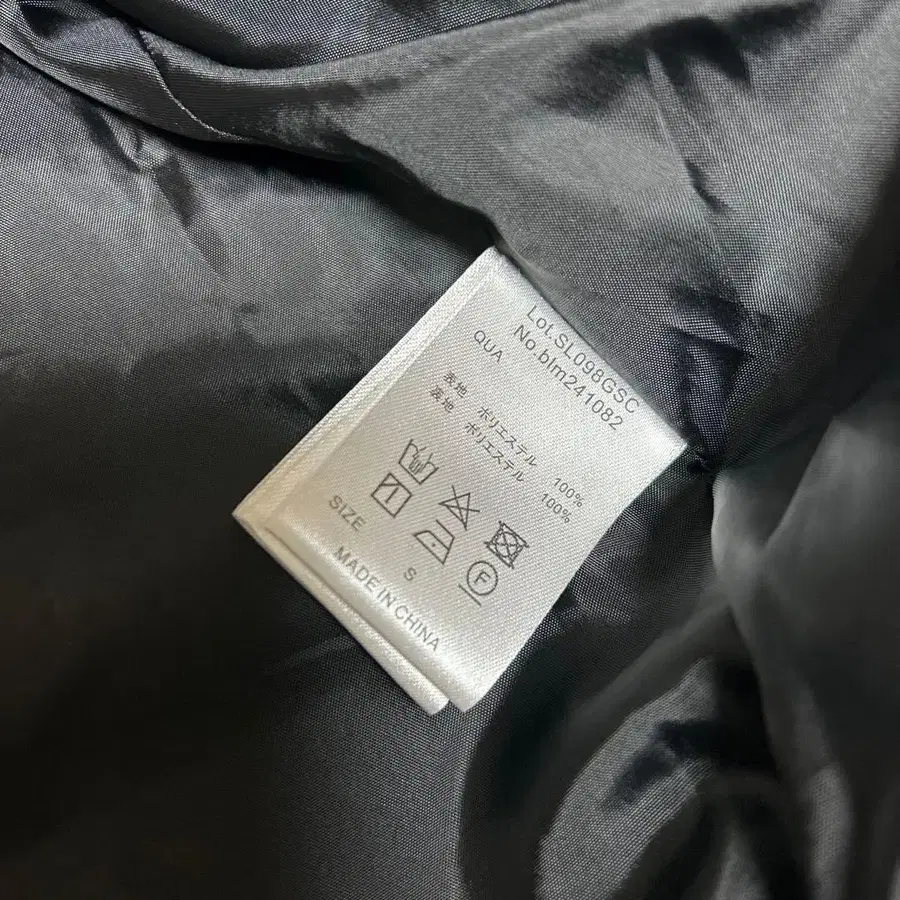 Lot.SL098GSC
No.blm241082
QUA
表地 ポリエステル 100%
表地 ポリエステル 100%
F
SIZE S
MADE IN CHINA